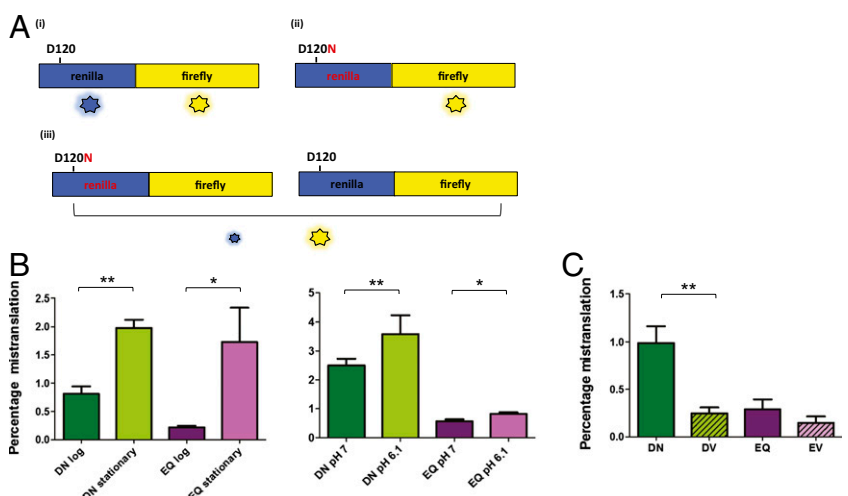 A
(i)
D120
renilla firefly
(ii)
D120N
renilla firefly
(iii)
D120N
renilla firefly
D120
renilla firefly
B
Percentage mistranslation
2.5
2.0
1.5
1.0
0.5
0.0
**
*
DN log
DN stationary
EQ log
EQ stationary
5
4
3
2
1
0
**
*
DN pH 7
DN pH 6.1
EQ pH 7
EQ pH 6.1
C
Percentage mistranslation
1.5
1.0
0.5
0.0
**
DN DV EQ EV